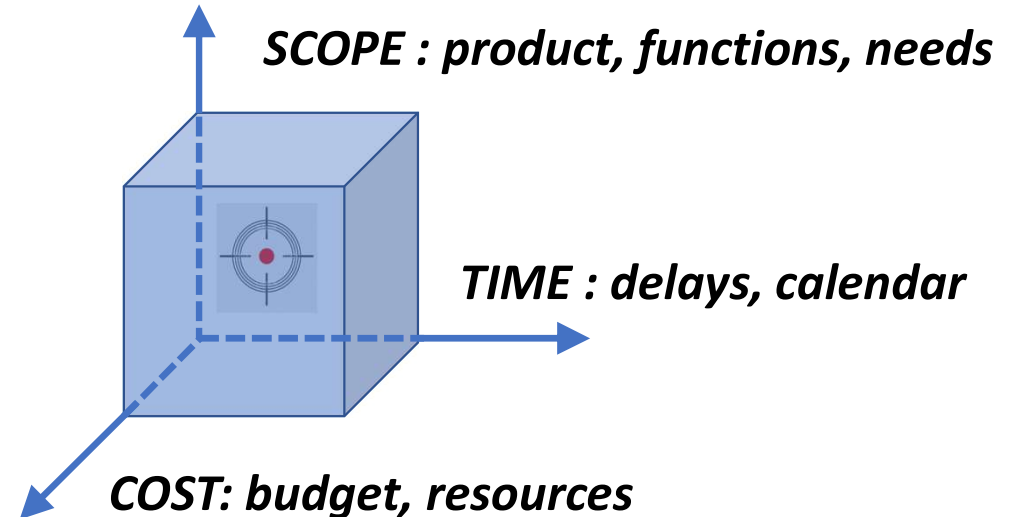 SCOPE : product, functions, needs
TIME : delays, calendar
COST: budget, resources